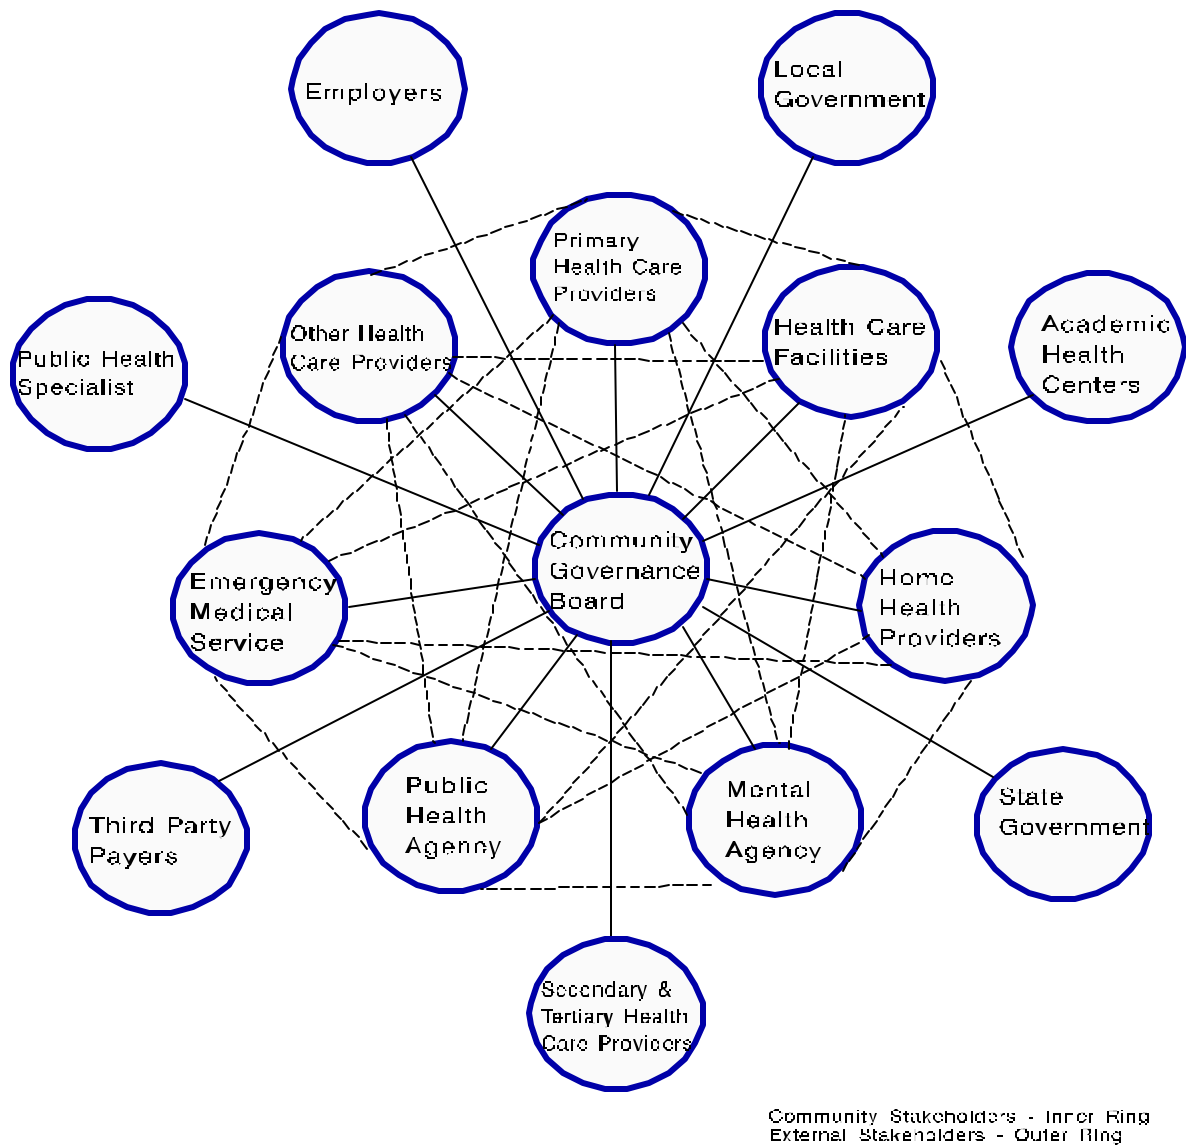 Employers
Local
Government
Primary
Health Care
Providers
Other Health
Care Providers
Health Care
Facilities
Academic
Health
Centers
Public Health
Specialist
Community
Governance
Board
Emergency
Medical
Service
Home
Health
Providers
Public
Health
Agency
Mental
Health
Agency
State
Government
Third Party
Payers
Secondary &
Tertiary Health
Care Providers
Community Stakeholders - Inner Ring
External Stakeholders - Outer Ring